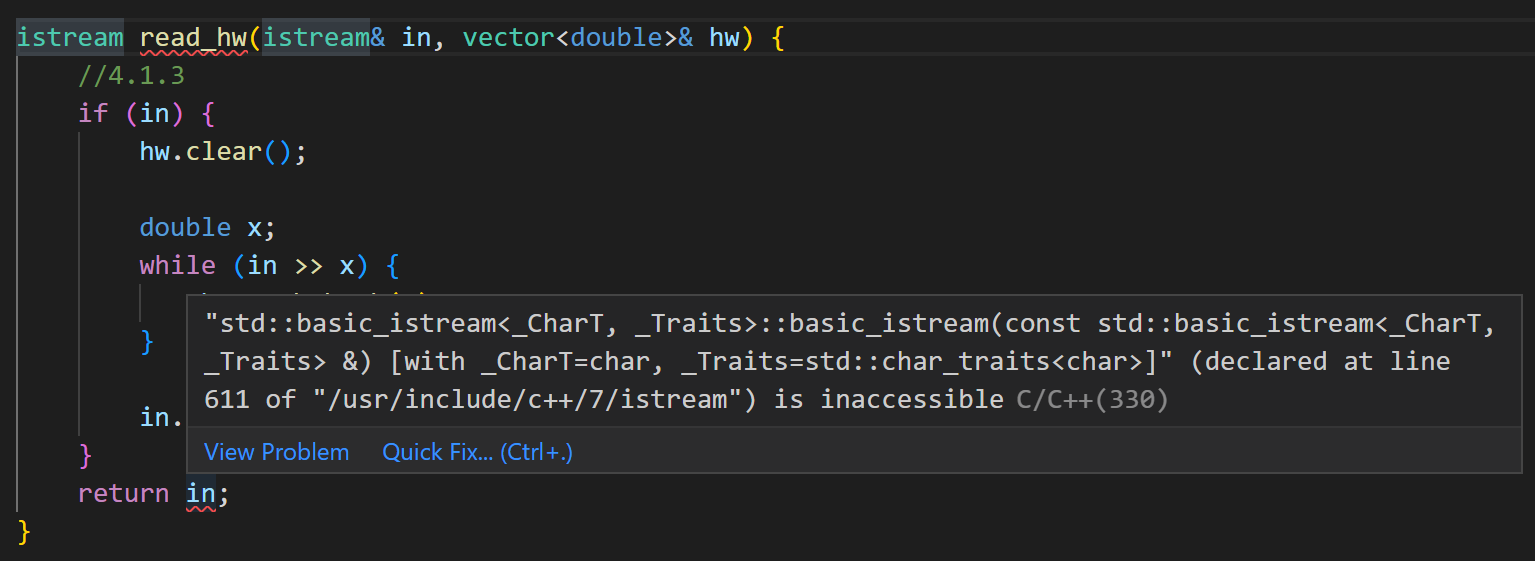 istream read_hw(istream& in, vector<double>& hw) {
//4.1.3
if (in) {
hw.clear();
double x;
while (in >> x) {
"std::basic_istream<_CharT, _Traits>::basic_istream(const std::basic_istream<_CharT,
}
_Traits> &) [with _CharT=char, _Traits=std::char_traits<char>]" (declared at line
611 of "/usr/include/c++/7/istream") is inaccessible C/C++(330)
in.
}
View Problem Quick Fix... (Ctrl+.)
return in;
}